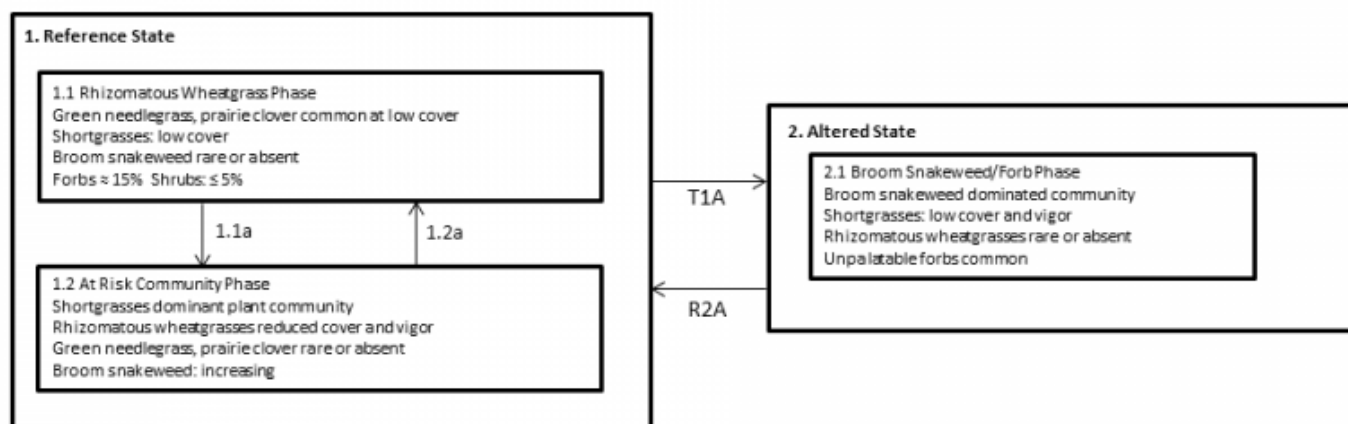 1. Reference State
1.1 Rhizomatous Wheatgrass Phase
Green needlegrass, prairie clover common at low cover
Shortgrasses: low cover
Broom snakeweed rare or absent
Forbs ≈ 15% Shrubs: ≤ 5%
1.1a
1.2a
1.2 At Risk Community Phase
Shortgrasses dominant plant community
Rhizomatous wheatgrasses reduced cover and vigor
Green needlegrass, prairie clover rare or absent
Broom snakeweed: increasing
T1A
R2A
2. Altered State
2.1 Broom Snakeweed/Forb Phase
Broom snakeweed dominated community
Shortgrasses: low cover and vigor
Rhizomatous wheatgrasses rare or absent
Unpalatable forbs common